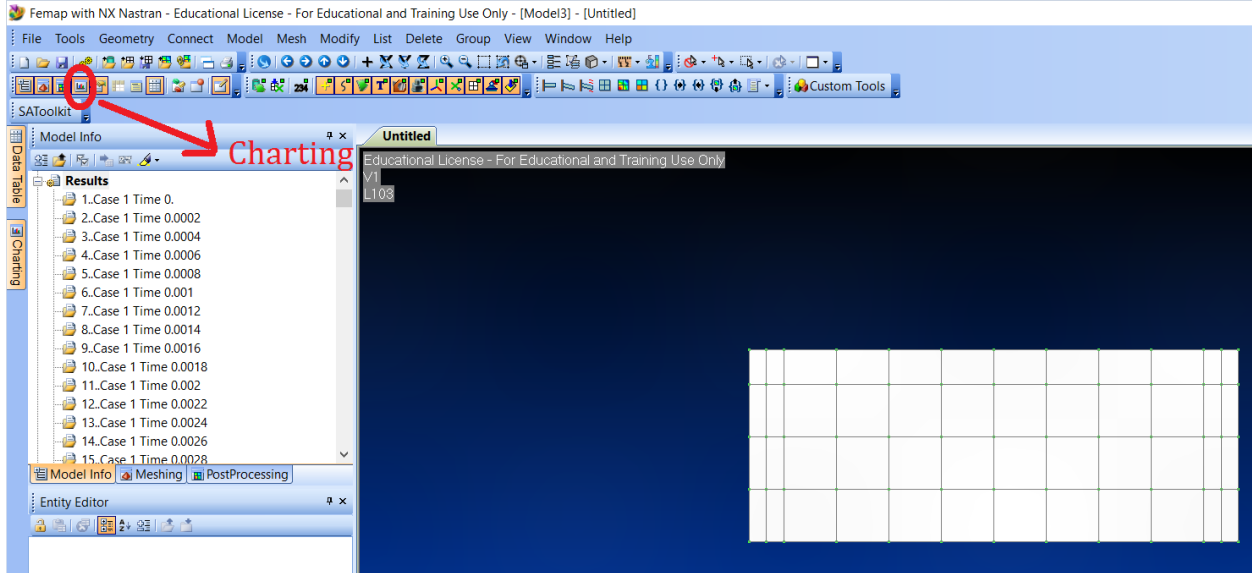 Femap with NX Nastran - Educational License - For Educational and Training Use Only - [Model3] - [Untitled]
File Tools Geometry Connect Model Mesh Modify List Delete Group View Window Help
234 T Custom Tools
SAToolkit
Model Info
Untitled
Data Table
Charting
Charting
Educational License - For Educational and Training Use Only
V1
L103
Results
1..Case 1 Time 0.
2..Case 1 Time 0.0002
3..Case 1 Time 0.0004
4..Case 1 Time 0.0006
5..Case 1 Time 0.0008
6..Case 1 Time 0.001
7..Case 1 Time 0.0012
8..Case 1 Time 0.0014
9..Case 1 Time 0.0016
10..Case 1 Time 0.0018
11..Case 1 Time 0.002
12..Case 1 Time 0.0022
13..Case 1 Time 0.0024
14..Case 1 Time 0.0026
15..Case 1 Time 0.0028
Model Info Meshing PostProcessing
Entity Editor